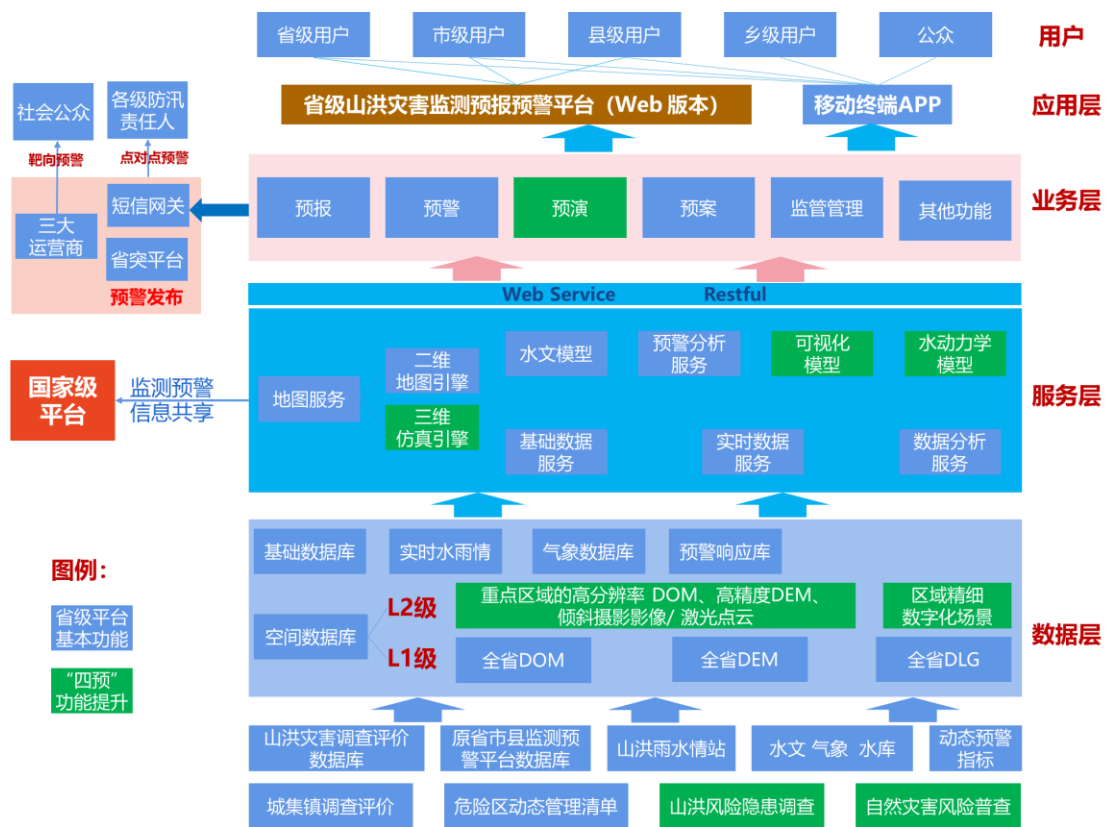 省级用户
市级用户
县级用户
乡级用户
公众
用户
省级山洪灾害监测预报预警平台（Web 版本）
移动终端APP
应用层
社会公众
各级防汛
责任人
靶向预警
点对点预警
短信网关
三大
运营商
省突平台
预警发布
预报
预警
预演
预案
监管管理
其他功能
业务层
Web Service
Restful
国家级
平台
监测预警
信息共享
地图服务
二维
地图引擎
三维
仿真引擎
水文模型
预警分析
服务
可视化
模型
水动力学
模型
基础数据
服务
实时数据
服务
数据分析
服务
服务层
基础数据库
实时水雨情
气象数据库
预警响应库
空间数据库
L2级
重点区域的高分辨率 DOM、高精度DEM、
倾斜摄影影像/ 激光点云
区域精细
数字化场景
L1级
全省DOM
全省DEM
全省DLG
数据层
图例：
省级平台
基本功能
“四预”
功能提升
山洪灾害调查评价
数据库
原省市县监测预
警平台数据库
山洪雨水情站
水文 气象 水库
动态预警
指标
城集镇调查评价
危险区动态管理清单
山洪风险隐患调查
自然灾害风险普查